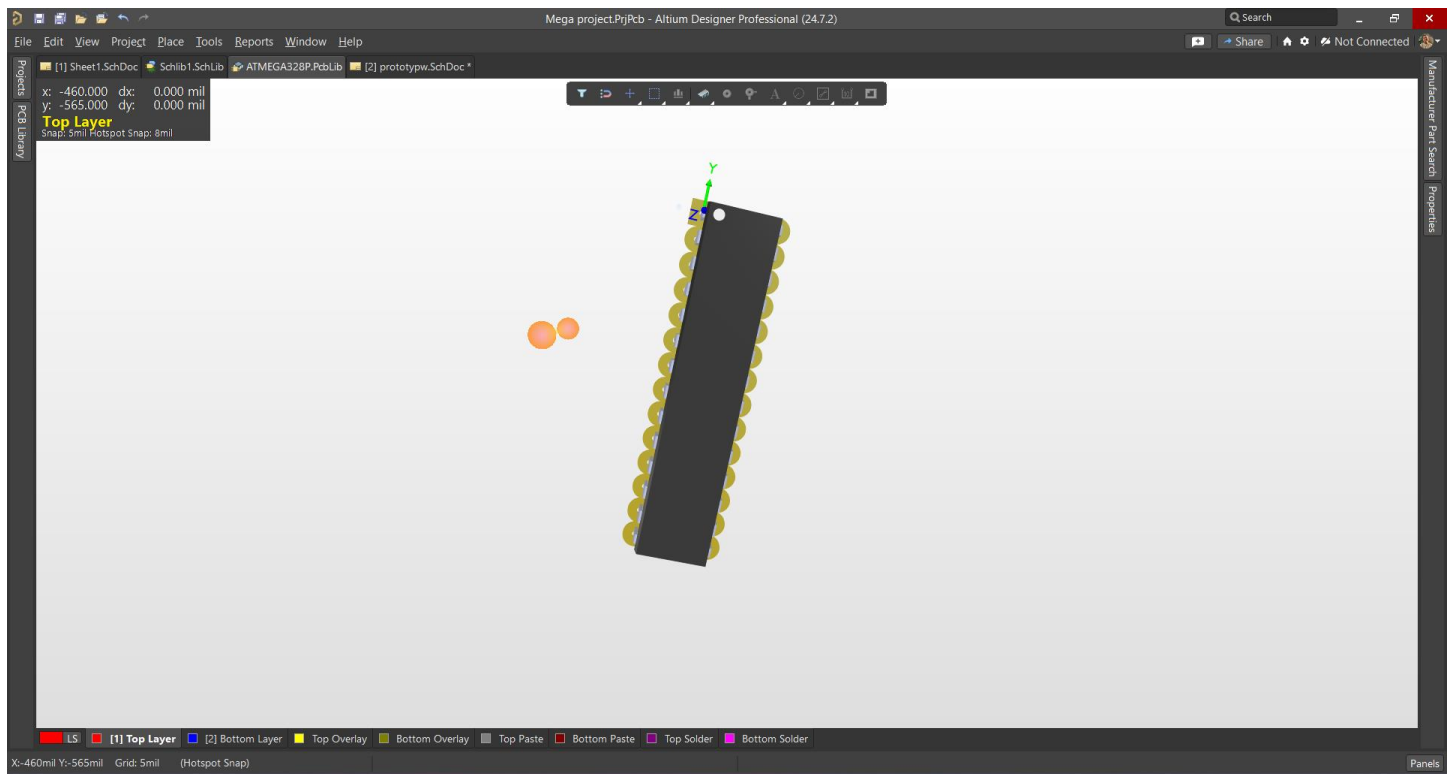 Mega project.PrjPcb - Altium Designer Professional (24.7.2)
Search
File Edit View Project Place Tools Reports Window Help
Share
Not Connected
[1] Sheet1.SchDoc Schlib1.SchLib ATMEGA328P.PcbLib [2] prototypw.SchDoc *
Projects
PCB Library
x: -460.000 dx: 0.000 mil
y: -565.000 dy: 0.000 mil
Top Layer
Snap: 5mil Hotspot Snap: 8mil
A
Y
Z
Manufacturer Part Search
Properties
LS [1] Top Layer [2] Bottom Layer Top Overlay Bottom Overlay Top Paste Bottom Paste Top Solder Bottom Solder
X:-460mil Y:-565mil Grid: 5mil (Hotspot Snap)
Panels